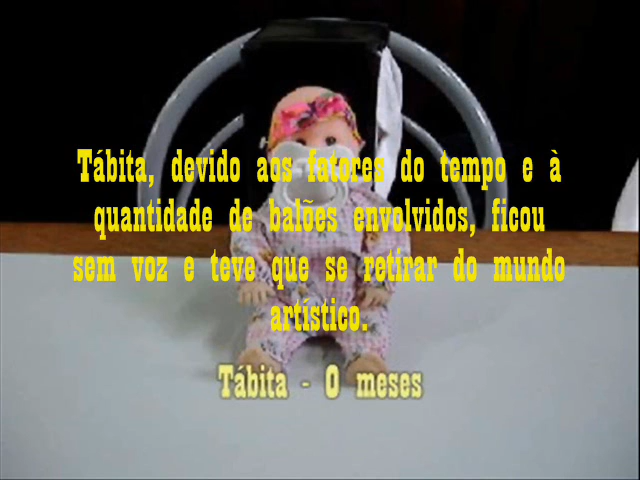 Tábita, devido aos fatores do tempo e à
quantidade de balões envolvidos, ficou
sem voz e teve que se retirar do mundo
artístico.
Tábita - 0 meses